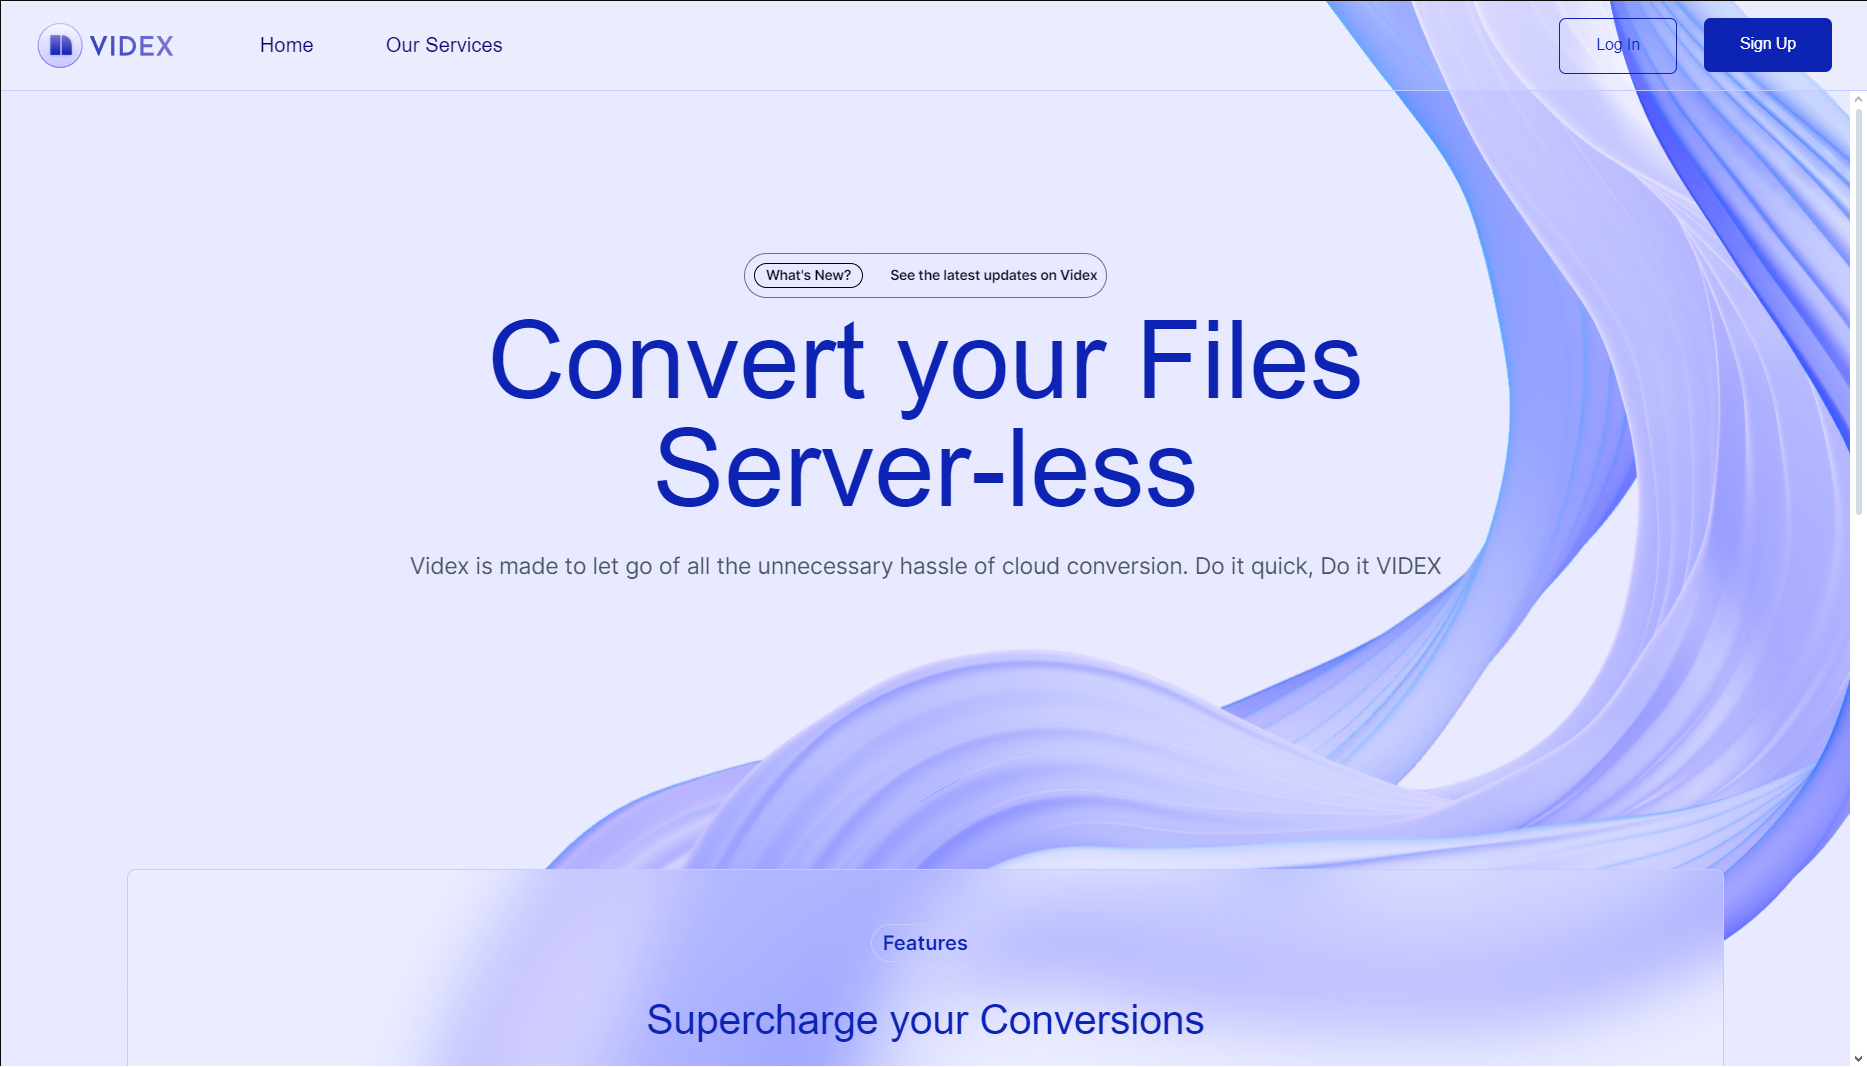 VIDEX
Home
Our Services
Log In
Sign Up
What's New?
See the latest updates on Videx
Convert your Files
Server-less
Videx is made to let go of all the unnecessary hassle of cloud conversion. Do it quick, Do it VIDEX
Features
Supercharge your Conversions